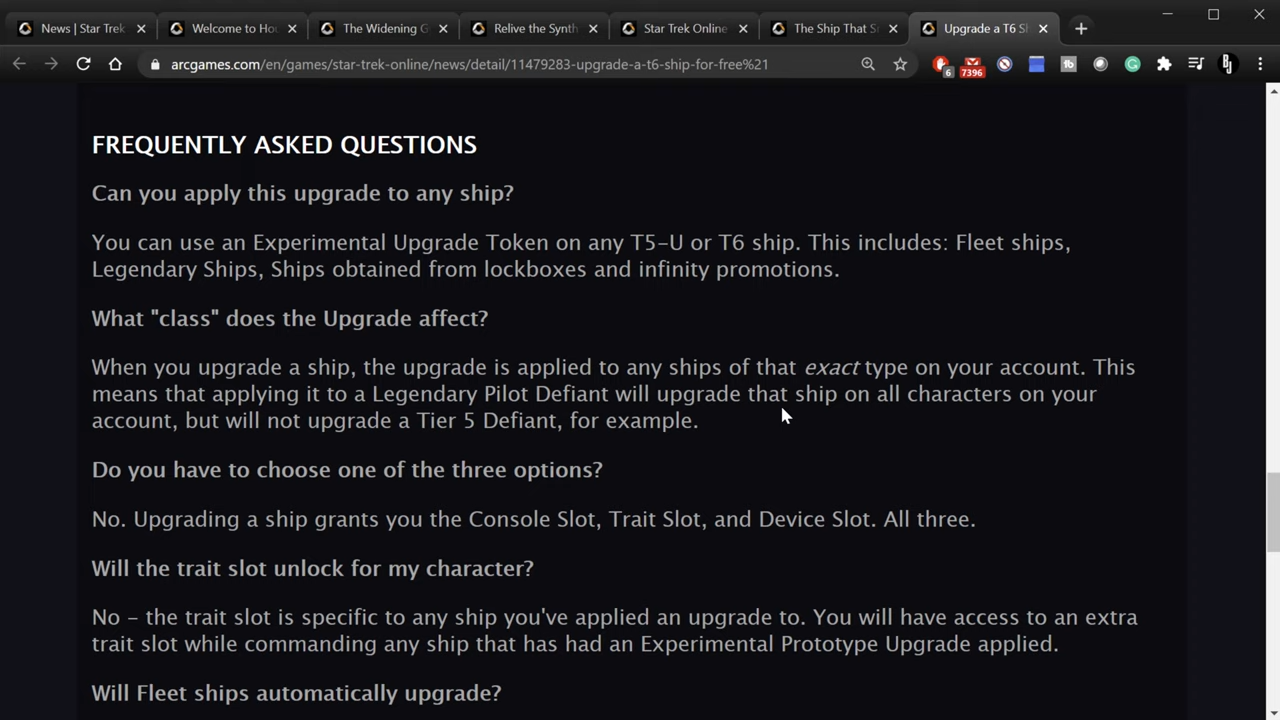 News | Star Trek
Welcome to Hou
The Widening G
Relive the Synth
Star Trek Online
The Ship That S
Upgrade a T6 Sh
arcgames.com/en/games/star-trek-online/news/detail/11479283-upgrade-a-t6-ship-for-free%21
6
7396
fb
FREQUENTLY ASKED QUESTIONS
Can you apply this upgrade to any ship?
You can use an Experimental Upgrade Token on any T5-U or T6 ship. This includes: Fleet ships,
Legendary Ships, Ships obtained from lockboxes and infinity promotions.
What "class" does the Upgrade affect?
When you upgrade a ship, the upgrade is applied to any ships of that exact type on your account. This
means that applying it to a Legendary Pilot Defiant will upgrade that ship on all characters on your
account, but will not upgrade a Tier 5 Defiant, for example.
Do you have to choose one of the three options?
No. Upgrading a ship grants you the Console Slot, Trait Slot, and Device Slot. All three.
Will the trait slot unlock for my character?
No – the trait slot is specific to any ship you've applied an upgrade to. You will have access to an extra
trait slot while commanding any ship that has had an Experimental Prototype Upgrade applied.
Will Fleet ships automatically upgrade?